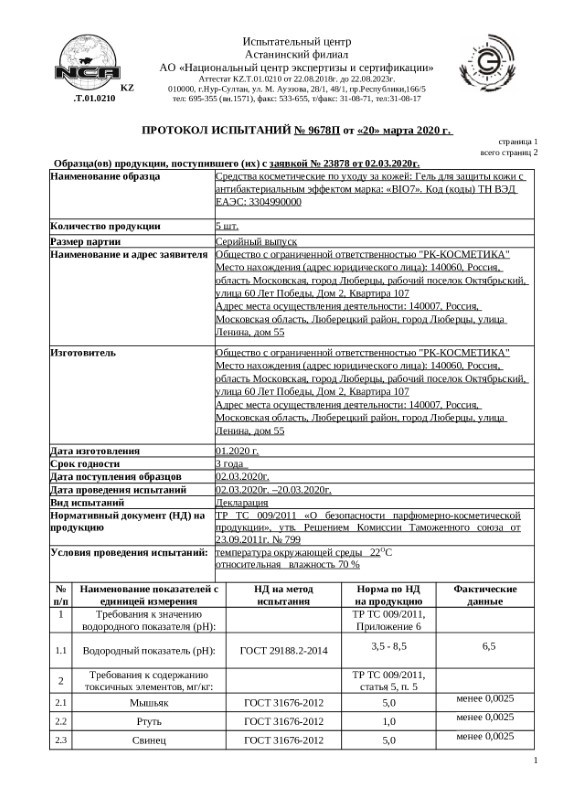 Испытательный центр
Астанинский филиал
АО «Национальный центр экспертизы и сертификации»
Аттестат KZ.T.01.0210 от 22.08.2018г. до 22.08.2023г.
010000, г.Нур-Султан, ул. М. Ауэзова, 28/1, 48/1, пр.Республики,166/5
тел: 695-355 (вн.1571), факс: 533-655, т/факс: 31-08-71, тел:31-08-17
NCA
KZ
.T.01.0210
ПРОТОКОЛ ИСПЫТАНИЙ № 9678П от «20» марта 2020 г.
страница 1
всего страниц 2
Образца(ов) продукции, поступившего (их) с заявкой № 23878 от 02.03.2020г.
Наименование образца
Средства косметические по уходу за кожей: Гель для защиты кожи с
антибактериальным эффектом марка: «BIO7». Код (коды) ТН ВЭД
ЕАЭС: 3304990000
Количество продукции
5 шт.
Размер партии
Серийный выпуск
Наименование и адрес заявителя
Общество с ограниченной ответственностью "РК-КОСМЕТИКА"
Место нахождения (адрес юридического лица): 140060, Россия,
область Московская, город Люберцы, рабочий поселок Октябрьский,
улица 60 Лет Победы, Дом 2, Квартира 107
Адрес места осуществления деятельности: 140007, Россия,
Московская область, Люберецкий район, город Люберцы, улица
Ленина, дом 55
Изготовитель
Общество с ограниченной ответственностью "РК-КОСМЕТИКА"
Место нахождения (адрес юридического лица): 140060, Россия,
область Московская, город Люберцы, рабочий поселок Октябрьский,
улица 60 Лет Победы, Дом 2, Квартира 107
Адрес места осуществления деятельности: 140007, Россия,
Московская область, Люберецкий район, город Люберцы, улица
Ленина, дом 55
Дата изготовления
01.2020 г.
Срок годности
3 года
Дата поступления образцов
02.03.2020г.
Дата проведения испытаний
02.03.2020г. –20.03.2020г.
Вид испытаний
Декларация
Нормативный документ (НД) на
продукцию
ТР ТС 009/2011 «О безопасности парфюмерно-косметической
продукции», утв. Решением Комиссии Таможенного союза от
23.09.2011г. № 799
Условия проведения испытаний:
температура окружающей среды 22ᴼС
относительная влажность 70 %
№ п/п Наименование показателей с единицей измерения НД на метод испытания Норма по НД на продукцию Фактические данные
1 Требования к значению водородного показателя (рН): ТР ТС 009/2011, Приложение 6
1.1 Водородный показатель (рН): ГОСТ 29188.2-2014 3,5 - 8,5 6,5
2 Требования к содержанию токсичных элементов, мг/кг: ТР ТС 009/2011, статья 5, п. 5
2.1 Мышьяк ГОСТ 31676-2012 5,0 менее 0,0025
2.2 Ртуть ГОСТ 31676-2012 1,0 менее 0,0025
2.3 Свинец ГОСТ 31676-2012 5,0 менее 0,0025
1